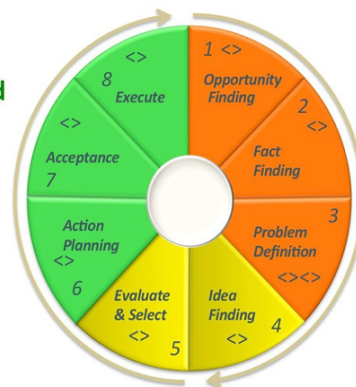 d
1 <>
Opportunity
Finding
2
<>
Fact
Finding
3
Problem
Definition
<><>
Idea
Finding
<>
4
Evaluate
& Select
<>
5
Action
Planning
<>
6
<>
Acceptance
7
<>
8
Execute